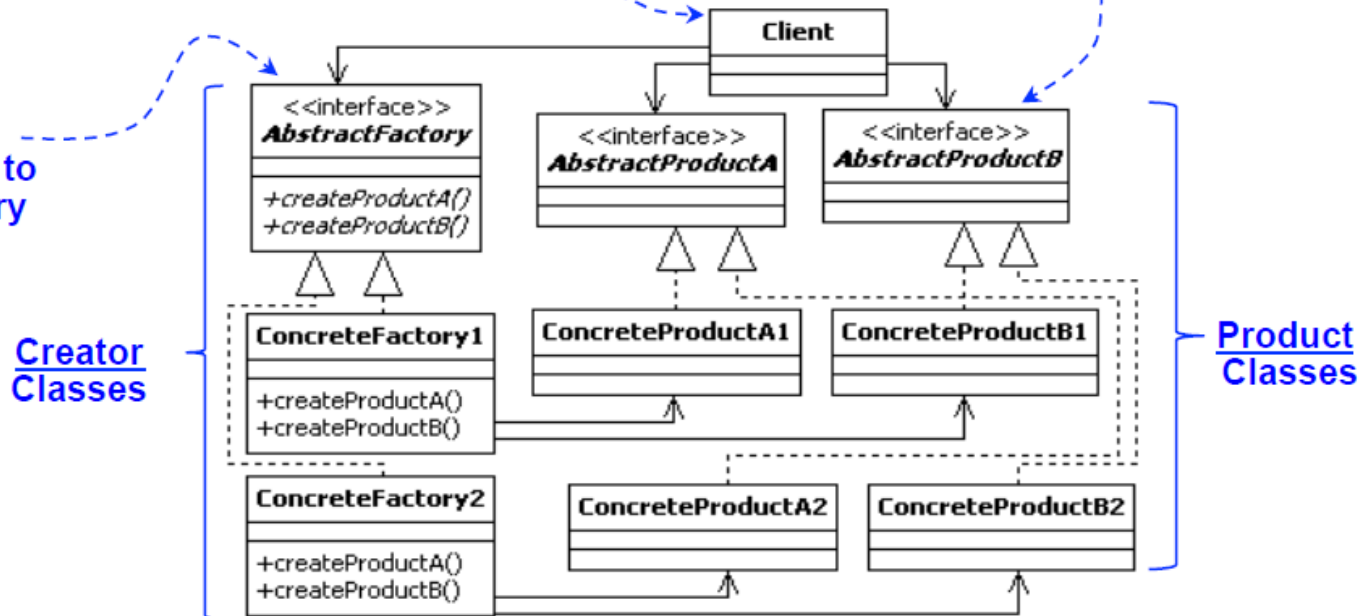 Client
<<interface>>
AbstractFactory
+createProductA()
+createProductB()
<<interface>>
AbstractProductA
<<interface>>
AbstractProductB
to
ry
Creator
Classes
ConcreteFactory1
+createProductA()
+createProductB()
ConcreteProductA1
ConcreteProductB1
Product
Classes
ConcreteFactory2
+createProductA()
+createProductB()
ConcreteProductA2
ConcreteProductB2